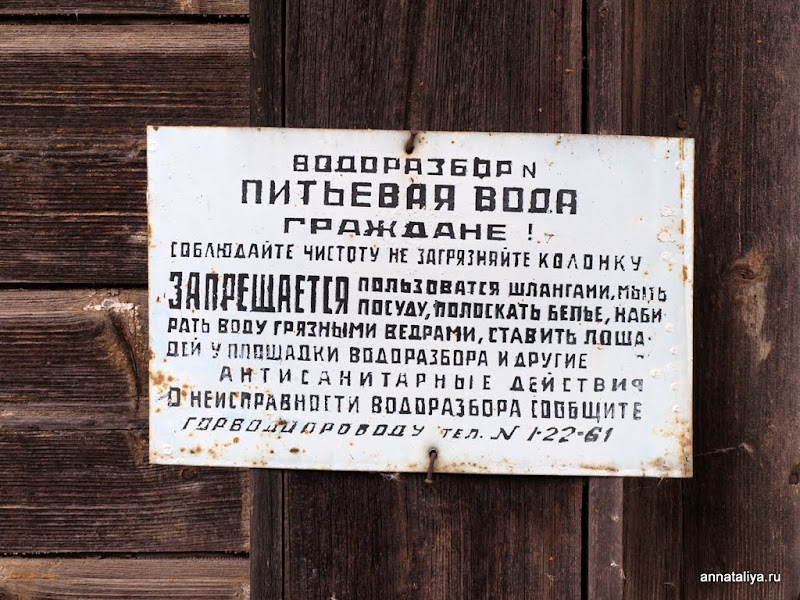 ВОДОРАЗБОР N
ПИТЬЕВАЯ ВОДА
ГРАЖДАНЕ !
СОБЛЮДАЙТЕ ЧИСТОТУ НЕ ЗАГРЯЗНЯЙТЕ КОЛОНКУ
ЗАПРЕЩАЕТСЯ ПОЛЬЗОВАТСЯ ШЛАНГАМИ, МЫТЬ
ПОСУДУ, ПОЛОСКАТЬ БЕЛЬЕ, НАБИ
РАТЬ ВОДУ ГРЯЗНЫМИ ВЕДРАМИ, СТАВИТЬ ЛОША-
ДЕЙ У ПЛОЩАДКИ ВОДОРАЗБОРА И ДРУГИЕ
АНТИСАНИТАРНЫЕ ДЕЙСТВИЯ
О НЕИСПРАВНОСТИ ВОДОРАЗБОРА СООБЩИТЕ
ГОРВОДОПРОВОДУ ТЕЛ. N 1-22-61
annataliya.ru